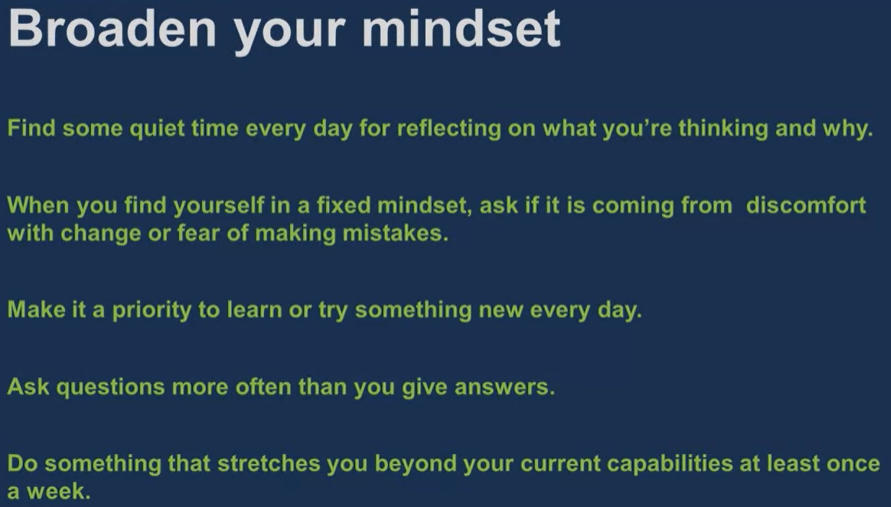 Broaden your mindset
Find some quiet time every day for reflecting on what you’re thinking and why.
When you find yourself in a fixed mindset, ask if it is coming from  discomfort
with change or fear of making mistakes.
Make it a priority to learn or try something new every day.
Ask questions more often than you give answers.
Do something that stretches you beyond your current capabilities at least once
a week.